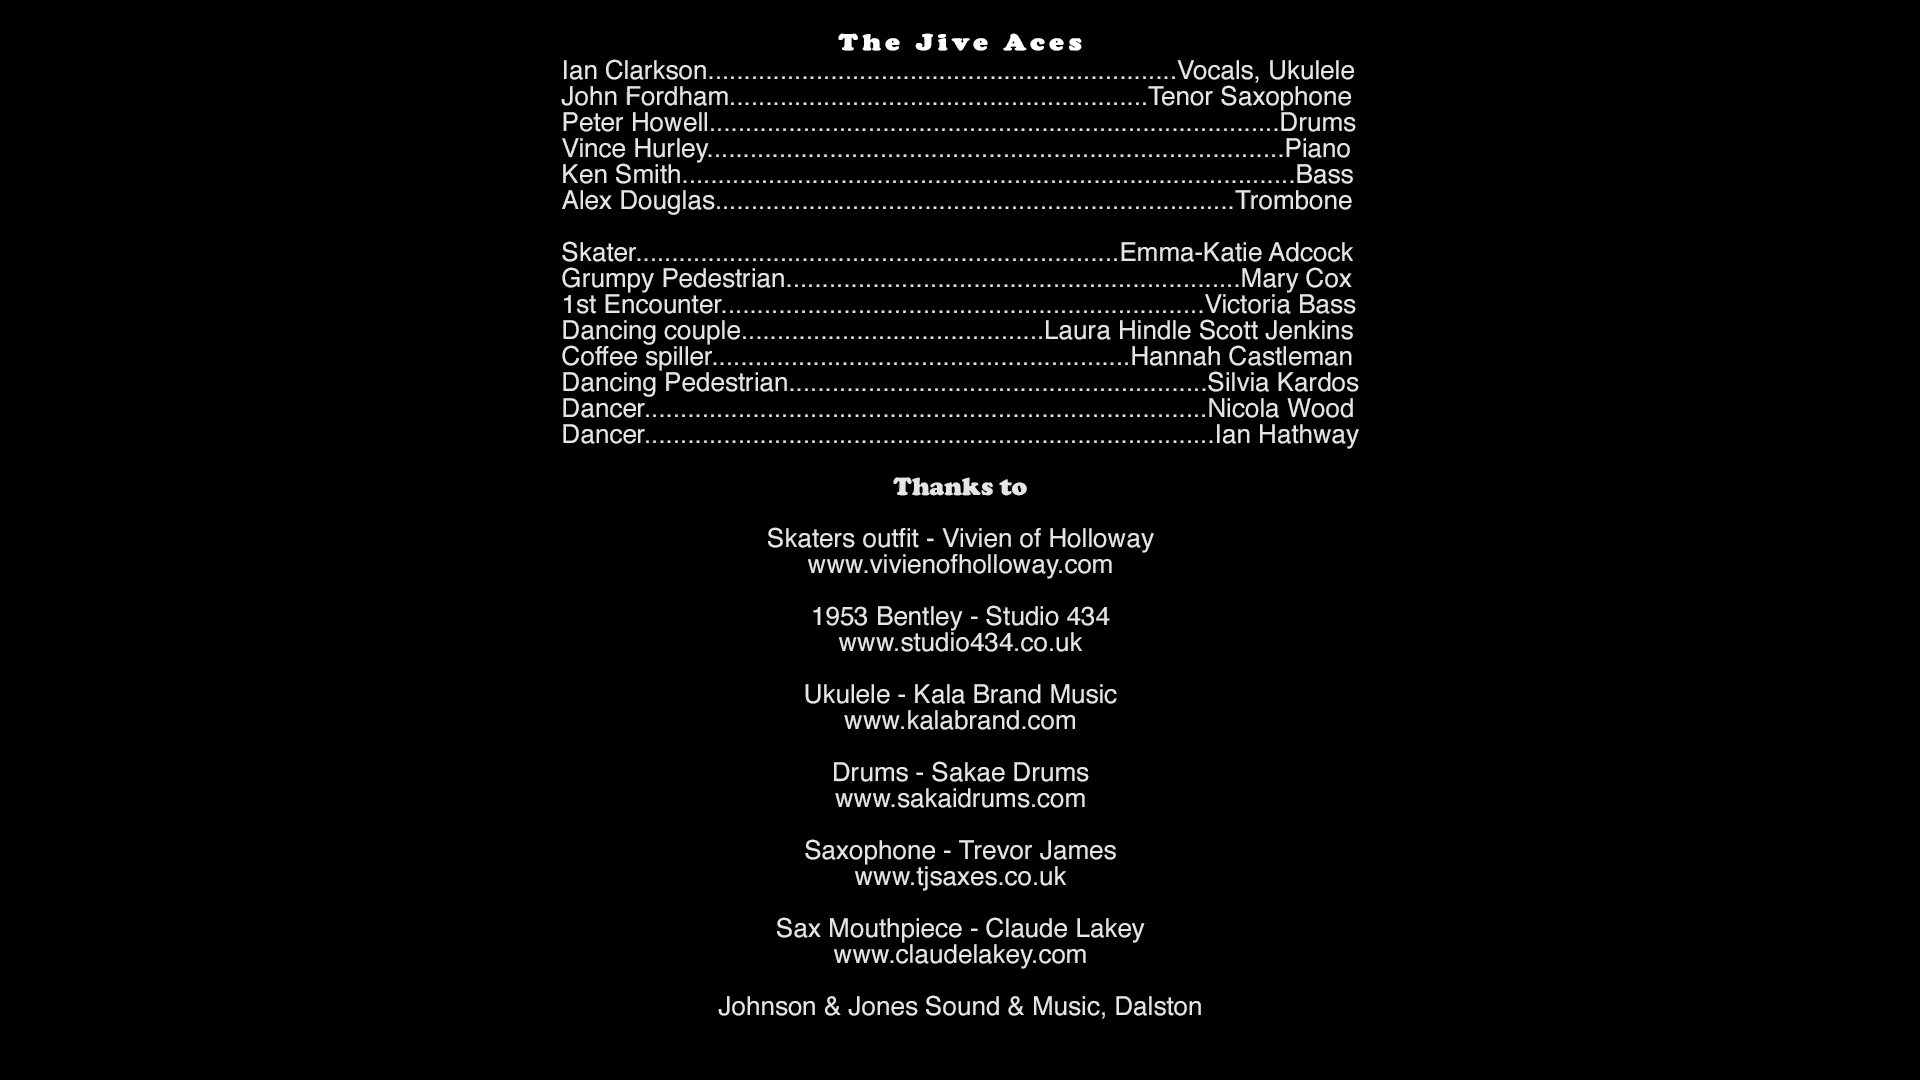 The Jive Aces
Ian Clarkson.................................................................Vocals, Ukulele
John Fordham..........................................................Tenor Saxophone
Peter Howell...............................................................................Drums
Vince Hurley................................................................................Piano
Ken Smith.....................................................................................Bass
Alex Douglas........................................................................Trombone
Skater...................................................................Emma-Katie Adcock
Grumpy Pedestrian...............................................................Mary Cox
1st Encounter...................................................................Victoria Bass
Dancing couple..........................................Laura Hindle Scott Jenkins
Coffee spiller..........................................................Hannah Castleman
Dancing Pedestrian..........................................................Silvia Kardos
Dancer..............................................................................Nicola Wood
Dancer...............................................................................Ian Hathway
Thanks to
Skaters outfit - Vivien of Holloway
www.vivienofholloway.com
1953 Bentley - Studio 434
www.studio434.co.uk
Ukulele - Kala Brand Music
www.kalabrand.com
Drums - Sakae Drums
www.sakaidrums.com
Saxophone - Trevor James
www.tjsaxes.co.uk
Sax Mouthpiece - Claude Lakey
www.claudelakey.com
Johnson & Jones Sound & Music, Dalston